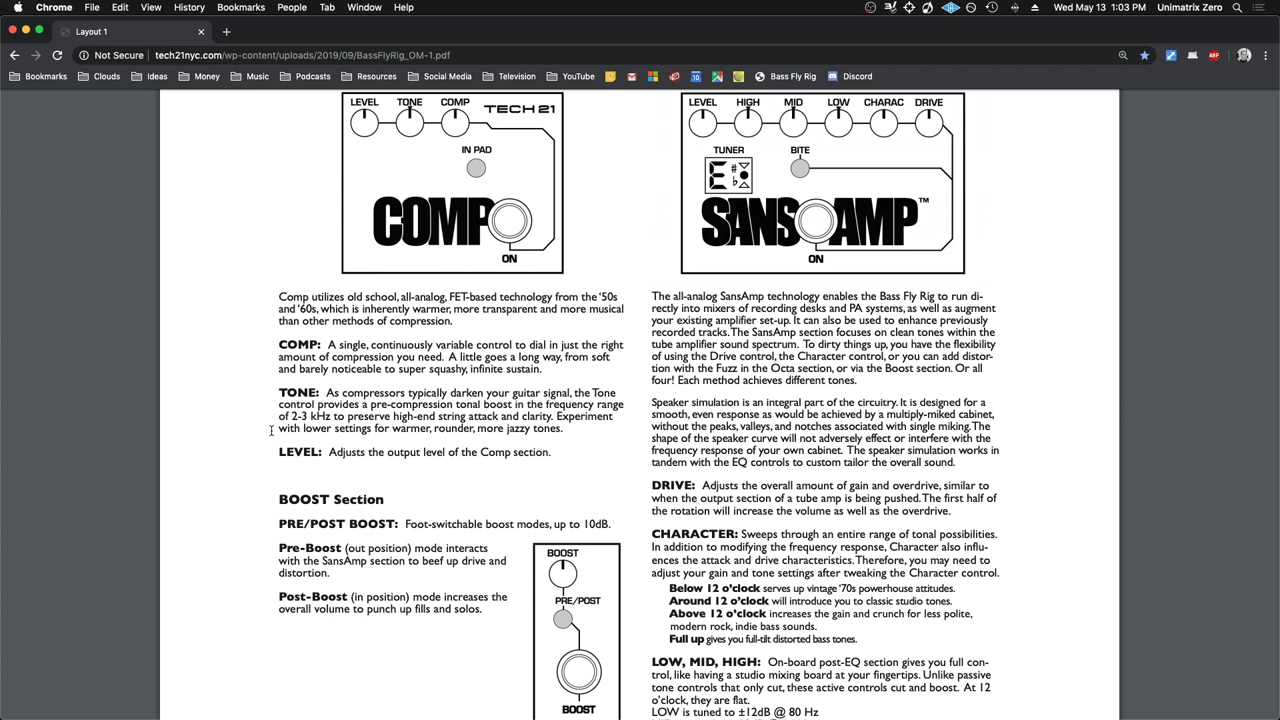 Chrome File Edit View History Bookmarks People Tab Window Help
Wed May 13 1:03 PM Unimatrix Zero
Layout 1
Not Secure | tech21nyc.com/wp-content/uploads/2019/09/BassFlyRig_OM-1.pdf
ABP
Bookmarks Clouds Ideas Money Music Podcasts Resources Social Media Television YouTube 10 Bass Fly Rig Discord
LEVEL TONE COMP TECH 21
IN PAD
COMP
ON
Comp utilizes old school, all-analog, FET-based technology from the ‘50s
and ‘60s, which is inherently warmer, more transparent and more musical
than other methods of compression.
COMP: A single, continuously variable control to dial in just the right
amount of compression you need. A little goes a long way, from soft
and barely noticeable to super squashy, infinite sustain.
TONE: As compressors typically darken your guitar signal, the Tone
control provides a pre-compression tonal boost in the frequency range
of 2-3 kHz to preserve high-end string attack and clarity. Experiment
with lower settings for warmer, rounder, more jazzy tones.
LEVEL: Adjusts the output level of the Comp section.
BOOST Section
PRE/POST BOOST: Foot-switchable boost modes, up to 10dB.
Pre-Boost (out position) mode interacts
with the SansAmp section to beef up drive and
distortion.
Post-Boost (in position) mode increases the
overall volume to punch up fills and solos.
BOOST
PRE/POST
BOOST
LEVEL HIGH MID LOW CHARAC DRIVE
TUNER BITE
E # ♭
SANSAMP™
ON
The all-analog SansAmp technology enables the Bass Fly Rig to run di-
rectly into mixers of recording desks and PA systems, as well as augment
your existing amplifier set-up. It can also be used to enhance previously
recorded tracks. The SansAmp section focuses on clean tones within the
tube amplifier sound spectrum. To dirty things up, you have the flexibility
of using the Drive control, the Character control, or you can add distor-
tion with the Fuzz in the Octa section, or via the Boost section. Or all
four! Each method achieves different tones.
Speaker simulation is an integral part of the circuitry. It is designed for a
smooth, even response as would be achieved by a multiply-miked cabinet,
without the peaks, valleys, and notches associated with single miking. The
shape of the speaker curve will not adversely effect or interfere with the
frequency response of your own cabinet. The speaker simulation works in
tandem with the EQ controls to custom tailor the overall sound.
DRIVE: Adjusts the overall amount of gain and overdrive, similar to
when the output section of a tube amp is being pushed. The first half of
the rotation will increase the volume as well as the overdrive.
CHARACTER: Sweeps through an entire range of tonal possibilities.
In addition to modifying the frequency response, Character also influ-
ences the attack and drive characteristics. Therefore, you may need to
adjust your gain and tone settings after tweaking the Character control.
Below 12 o’clock serves up vintage ‘70s powerhouse attitudes.
Around 12 o’clock will introduce you to classic studio tones.
Above 12 o’clock increases the gain and crunch for less polite,
modern rock, indie bass sounds.
Full up gives you full-tilt distorted bass tones.
LOW, MID, HIGH: On-board post-EQ section gives you full con-
trol, like having a studio mixing board at your fingertips. Unlike passive
tone controls that only cut, these active controls cut and boost. At 12
o’clock, they are flat.
LOW is tuned to ±12dB @ 80 Hz